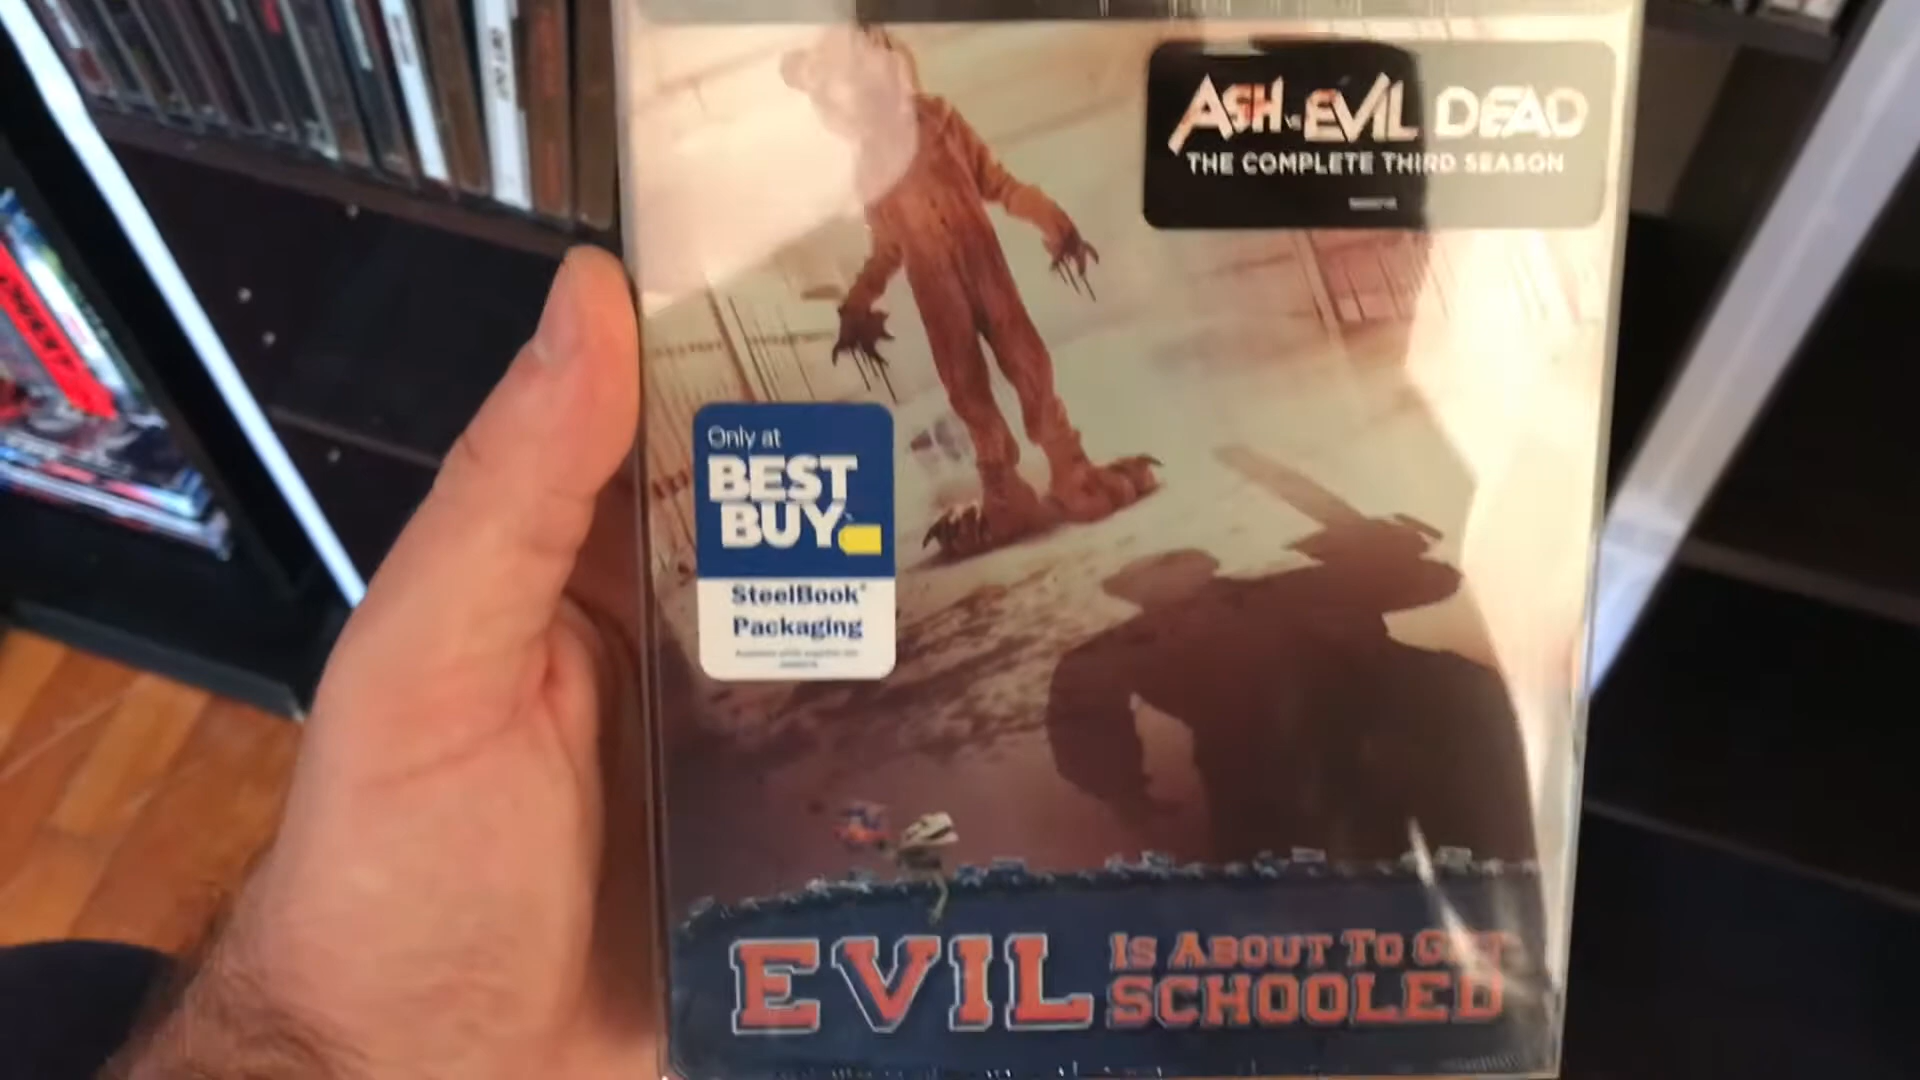 ASH vs EVIL DEAD
THE COMPLETE THIRD SEASON
Only at
BEST
BUY
SteelBook®
Packaging
EVIL IS ABOUT TO GET
SCHOOLED